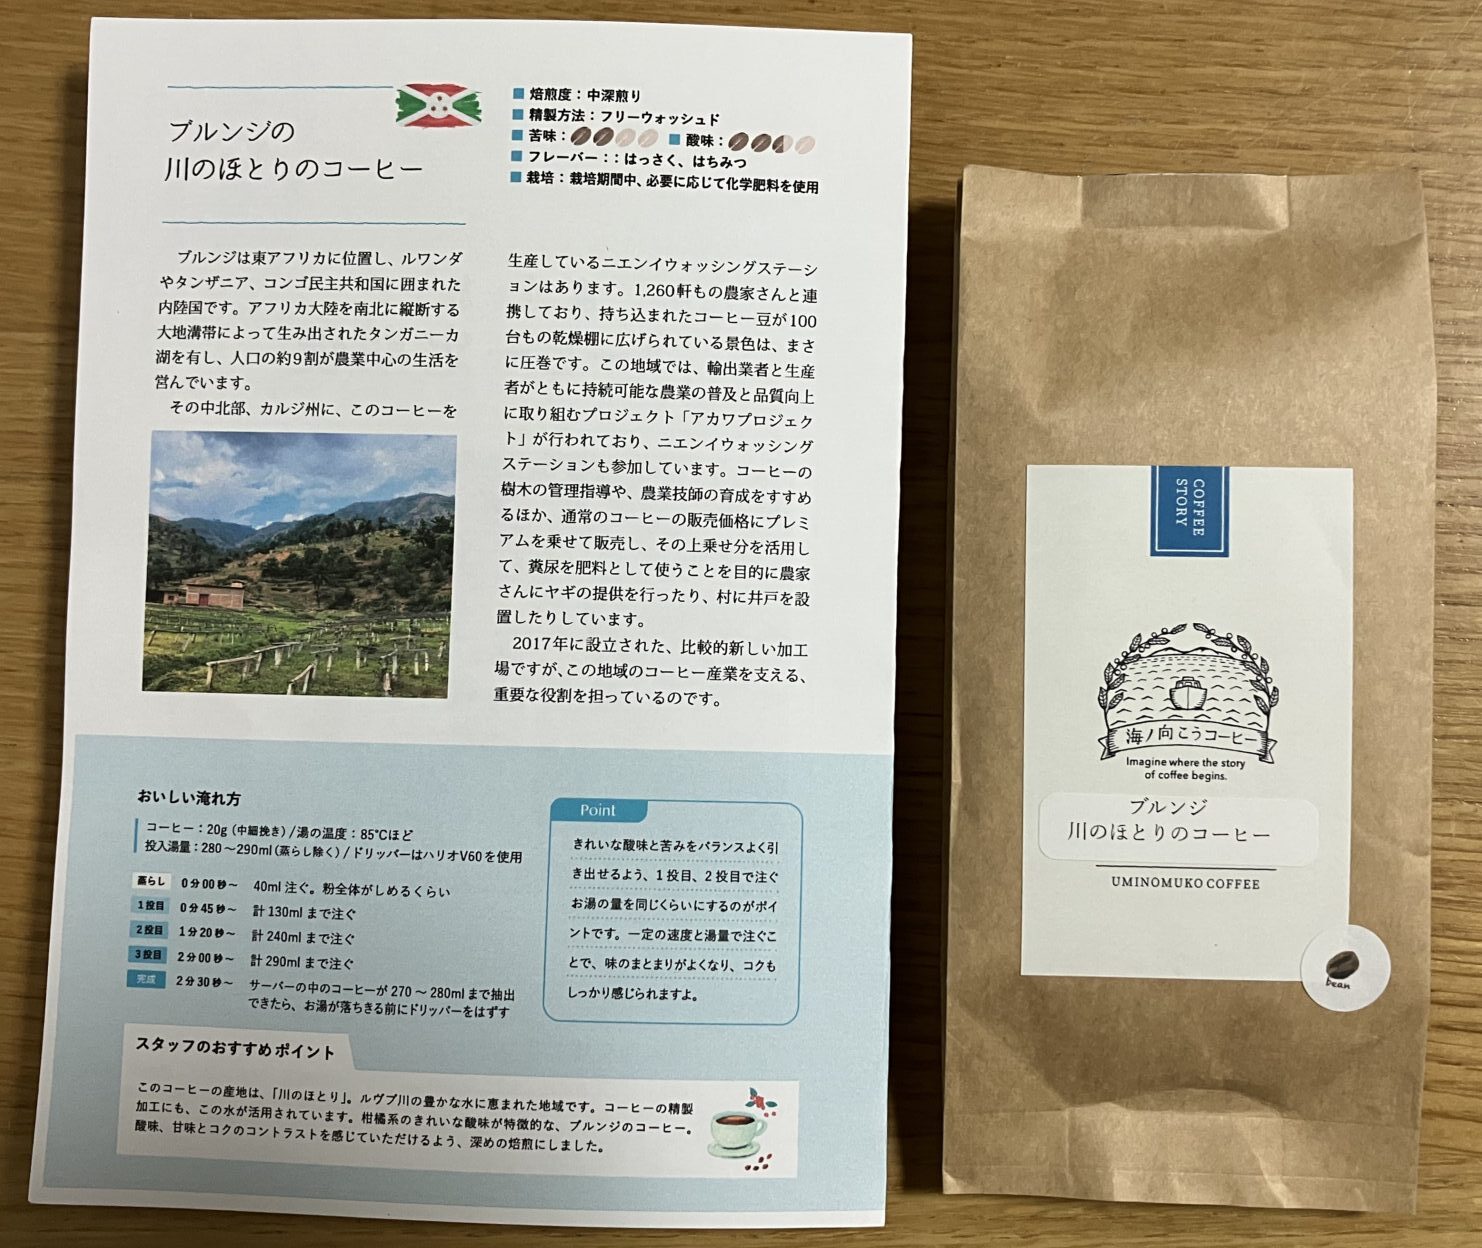 ブルンジの
川のほとりのコーヒー
■ 焙煎度：中深煎り
■ 精製方法：フリーウォッシュド
■ 苦味： ■ 酸味：
■ フレーバー：：はっさく、はちみつ
■ 栽培：栽培期間中、必要に応じて化学肥料を使用
ブルンジは東アフリカに位置し、ルワンダ
やタンザニア、コンゴ民主共和国に囲まれた
内陸国です。アフリカ大陸を南北に縦断する
大地溝帯によって生み出されたタンガニーカ
湖を有し、人口の約9割が農業中心の生活を
営んでいます。
その中北部、カルジ州に、このコーヒーを
生産しているニエンイウォッシングステーシ
ョンはあります。1,260軒もの農家さんと連
携しており、持ち込まれたコーヒー豆が100
台もの乾燥棚に広げられている景色は、まさ
に圧巻です。この地域では、輸出業者と生産
者がともに持続可能な農業の普及と品質向上
に取り組むプロジェクト「アカワプロジェク
ト」が行われており、ニエンイウォッシング
ステーションも参加しています。コーヒーの
樹木の管理指導や、農業技師の育成をすすめ
るほか、通常のコーヒーの販売価格にプレミ
アムを乗せて販売し、その上乗せ分を活用し
て、糞尿を肥料として使うことを目的に農家
さんにヤギの提供を行ったり、村に井戸を設
置したりしています。
2017年に設立された、比較的新しい加工
場ですが、この地域のコーヒー産業を支える、
重要な役割を担っているのです。
おいしい淹れ方
コーヒー：20g（中細挽き）/湯の温度：85℃ほど
投入湯量：280～290ml（蒸らし除く）/ドリッパーはハリオV60を使用
蒸らし 0分00秒～ 40ml注ぐ。粉全体がしめるくらい
1投目 0分45秒～ 計130mlまで注ぐ
2投目 1分20秒～ 計240mlまで注ぐ
3投目 2分00秒～ 計290mlまで注ぐ
完成 2分30秒～ サーバーの中のコーヒーが270～280mlまで抽出
できたら、お湯が落ちきる前にドリッパーをはずす
Point
きれいな酸味と苦みをバランスよく引
き出せるよう、1投目、2投目で注ぐ
お湯の量を同じくらいにするのがポイ
ントです。一定の速度と湯量で注ぐこ
とで、味のまとまりがよくなり、コクも
しっかり感じられますよ。
スタッフのおすすめポイント
このコーヒーの産地は、「川のほとり」。ルヴブ川の豊かな水に恵まれた地域です。コーヒーの精製
加工にも、この水が活用されています。柑橘系のきれいな酸味が特徴的な、ブルンジのコーヒー。
酸味、甘味とコクのコントラストを感じていただけるよう、深めの焙煎にしました。
COFFEE
STORY
海ノ向こうコーヒー
Imagine where the story
of coffee begins.
ブルンジ
川のほとりのコーヒー
UMINOMUKO COFFEE
bean